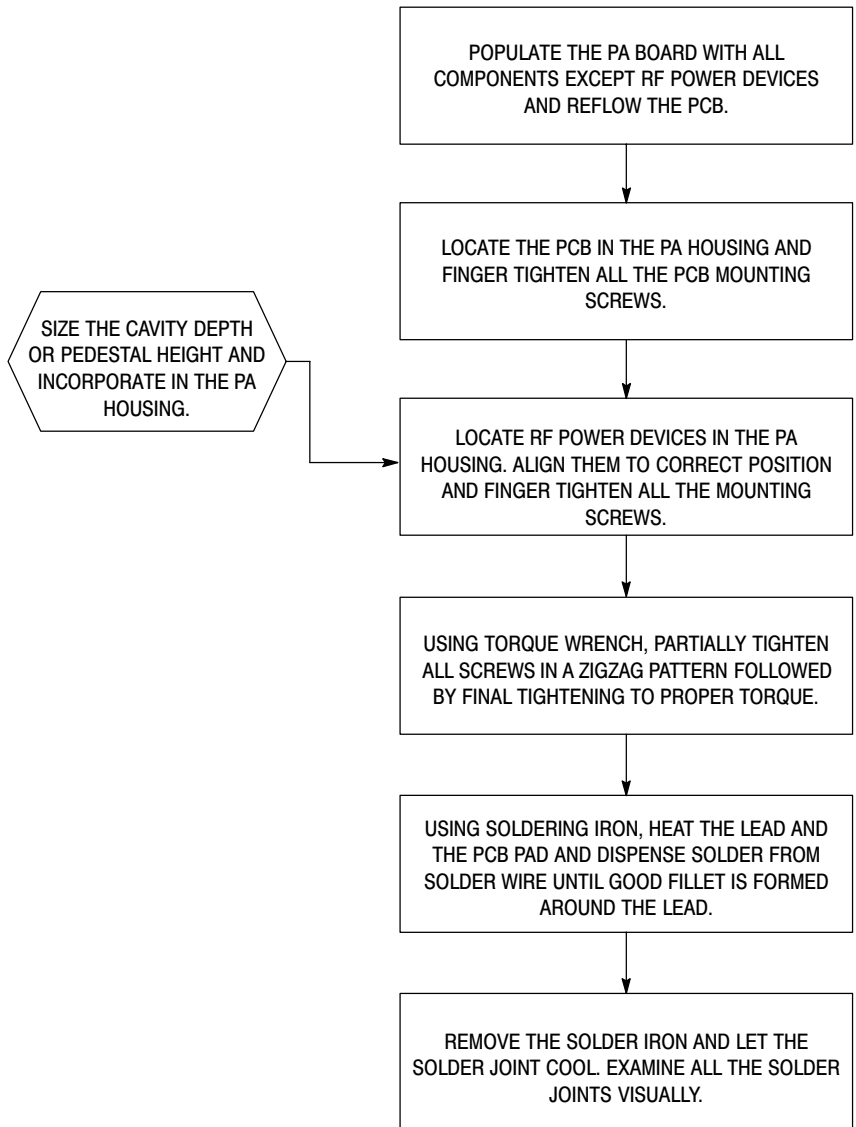 POPULATE THE PA BOARD WITH ALL
COMPONENTS EXCEPT RF POWER DEVICES
AND REFLOW THE PCB.
LOCATE THE PCB IN THE PA HOUSING AND
FINGER TIGHTEN ALL THE PCB MOUNTING
SCREWS.
SIZE THE CAVITY DEPTH
OR PEDESTAL HEIGHT AND
INCORPORATE IN THE PA
HOUSING.
LOCATE RF POWER DEVICES IN THE PA
HOUSING. ALIGN THEM TO CORRECT POSITION
AND FINGER TIGHTEN ALL THE MOUNTING
SCREWS.
USING TORQUE WRENCH, PARTIALLY TIGHTEN
ALL SCREWS IN A ZIGZAG PATTERN FOLLOWED
BY FINAL TIGHTENING TO PROPER TORQUE.
USING SOLDERING IRON, HEAT THE LEAD AND
THE PCB PAD AND DISPENSE SOLDER FROM
SOLDER WIRE UNTIL GOOD FILLET IS FORMED
AROUND THE LEAD.
REMOVE THE SOLDER IRON AND LET THE
SOLDER JOINT COOL. EXAMINE ALL THE SOLDER
JOINTS VISUALLY.